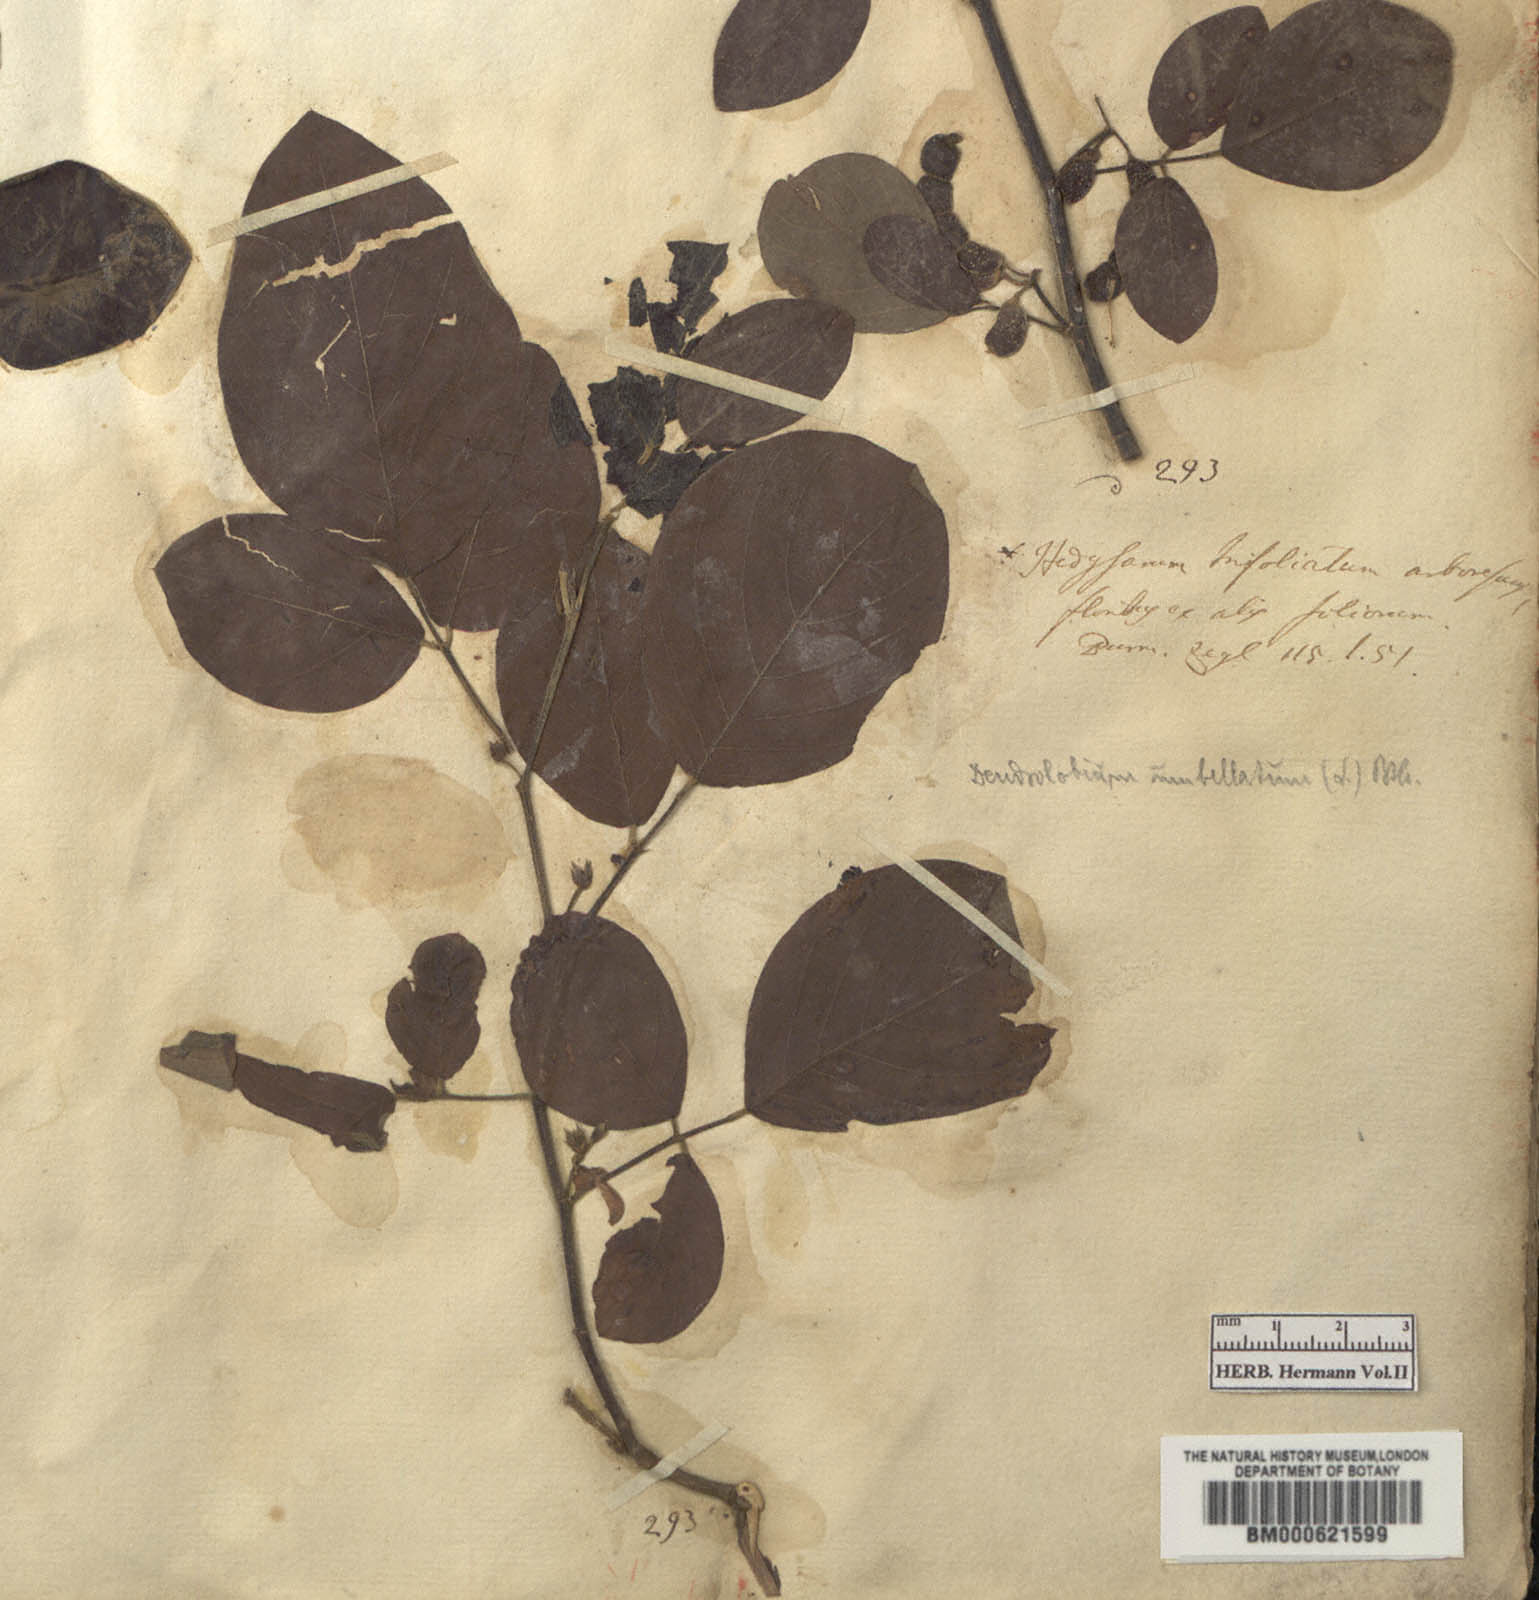 293
Hedysarum trifoliatum arborescens,
floribus ex alis foliorum.
Burm. Zeyl 115. t. 51.
Dendrolobium umbellatum (L.) Bth.
mm 1 2 3
HERB. Hermann Vol.II
THE NATURAL HISTORY MUSEUM,LONDON
DEPARTMENT OF BOTANY
BM000621599
293